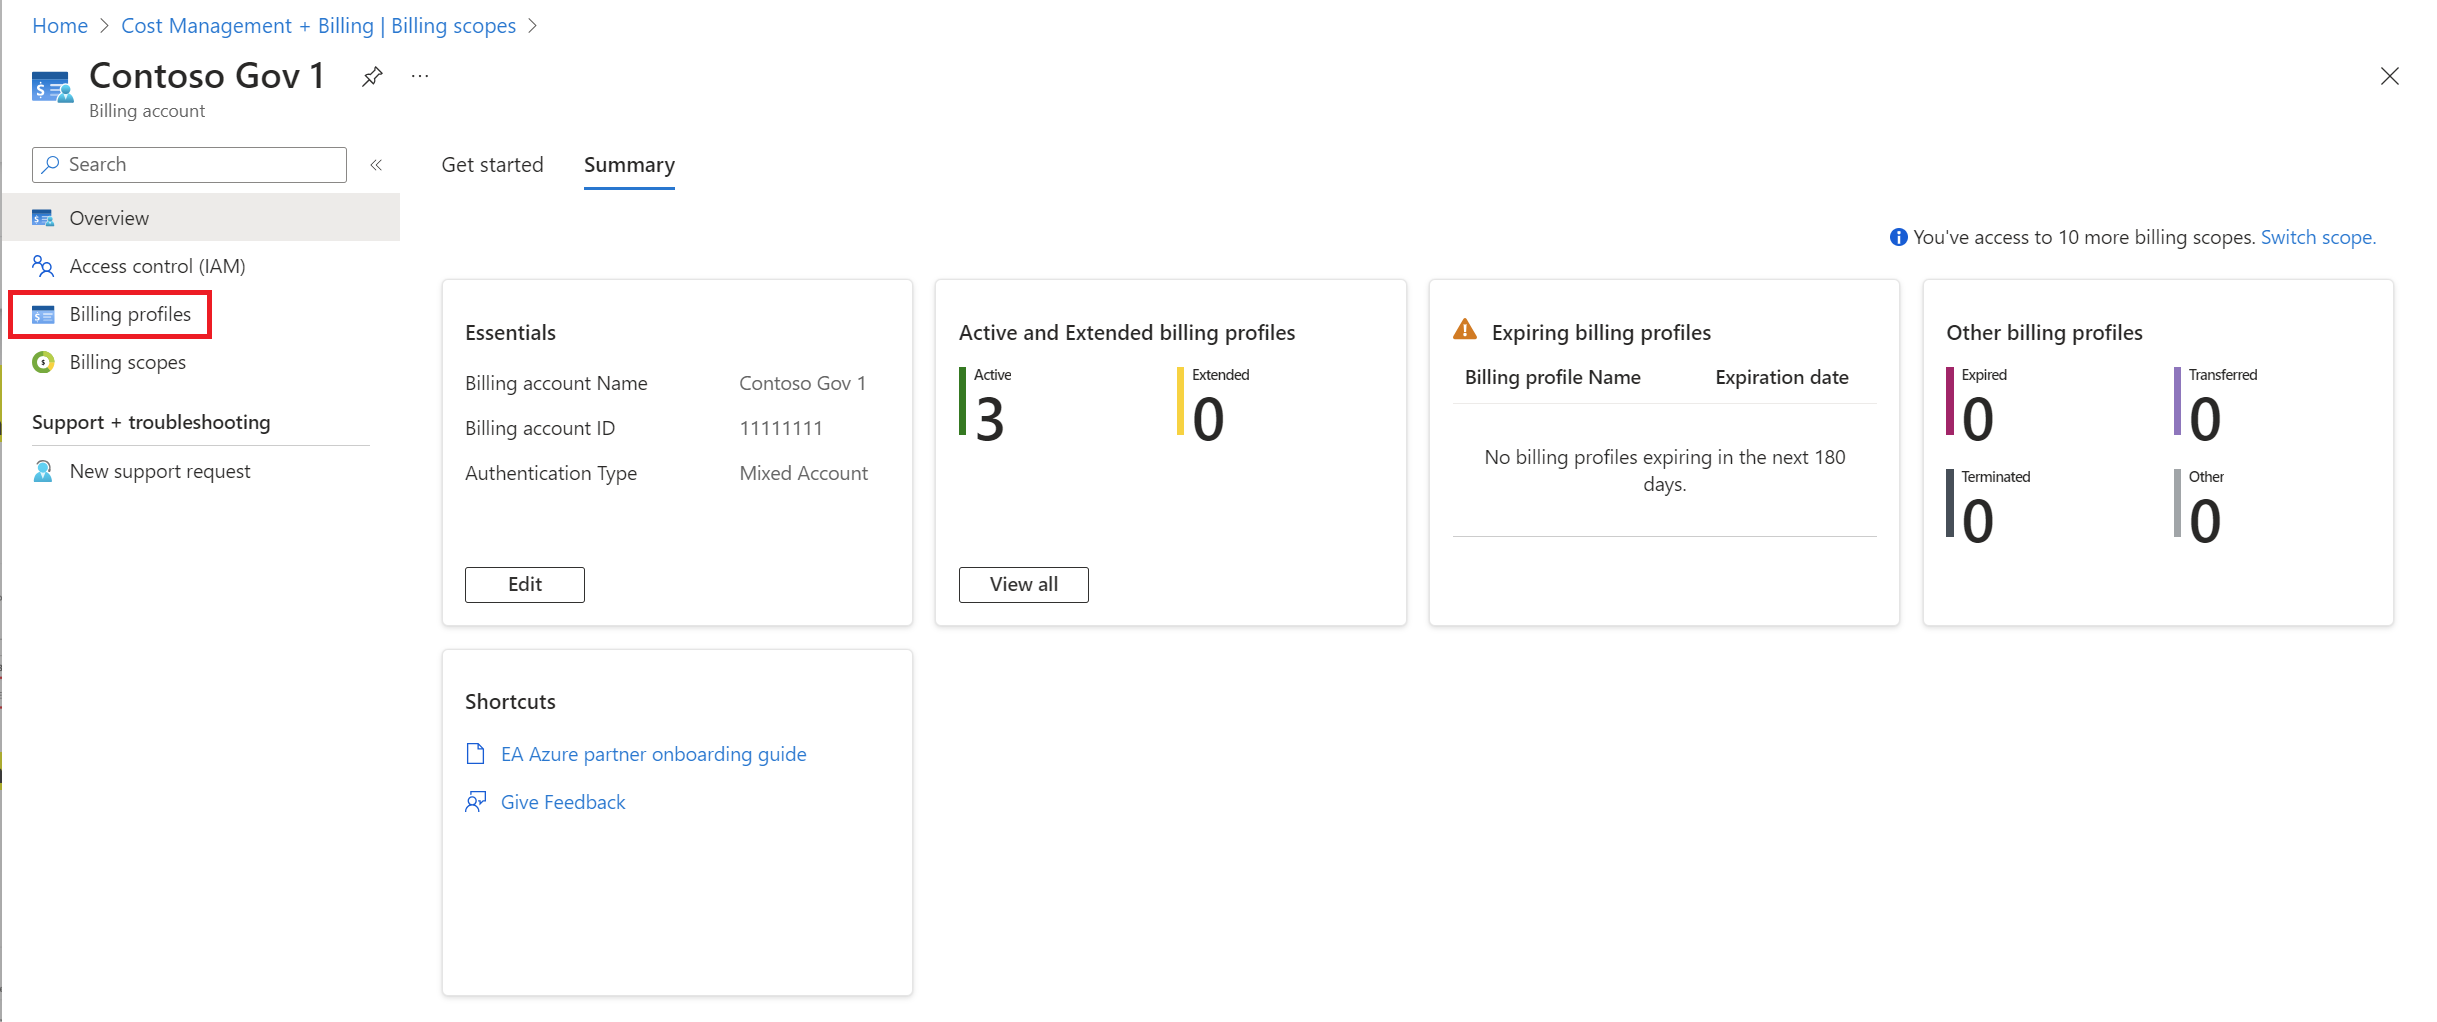 Home > Cost Management + Billing | Billing scopes >
Contoso Gov 1 ...
Billing account
Search «
Overview
Access control (IAM)
Billing profiles
Billing scopes
Support + troubleshooting
New support request
Get started Summary
You've access to 10 more billing scopes. Switch scope.
Essentials
Billing account Name Contoso Gov 1
Billing account ID 11111111
Authentication Type Mixed Account
Edit
Active and Extended billing profiles
Active Extended
3 0
View all
Expiring billing profiles
Billing profile Name Expiration date
No billing profiles expiring in the next 180
days.
Other billing profiles
Expired Transferred
0 0
Terminated Other
0 0
Shortcuts
EA Azure partner onboarding guide
Give Feedback